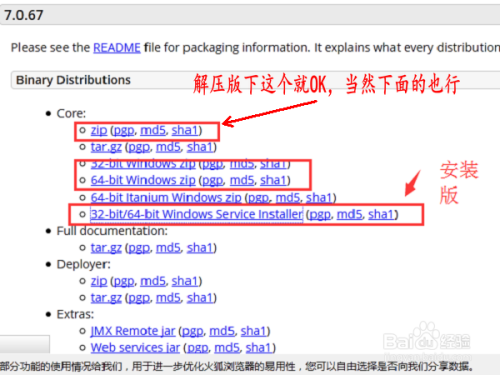 7.0.67
Please see the README file for packaging information. It explains what every distribution
Binary Distributions
解压版下这个就OK，当然下面的也行
• Core:
zip (pgp, md5, sha1)
tar.gz (pgp, md5, sha1)
32-bit Windows zip (pgp, md5, sha1)
64-bit Windows zip (pgp, md5, sha1)
64-bit Itanium Windows zip (pgp, md5, sha1)
32-bit/64-bit Windows Service Installer (pgp, md5, sha1)
安装版
• Full documentation:
tar.gz (pgp, md5, sha1)
• Deployer:
zip (pgp, md5, sha1)
tar.gz (pgp, md5, sha1)
• Extras:
JMX Remote jar (pgp, md5, sha1)
Web services jar (pgp, md5, sha1)
Baidu 经验
部分功能的使用情况给我们，用于进一步优化火狐浏览器的易用性，您可以自由选择是否向我们分享数据。